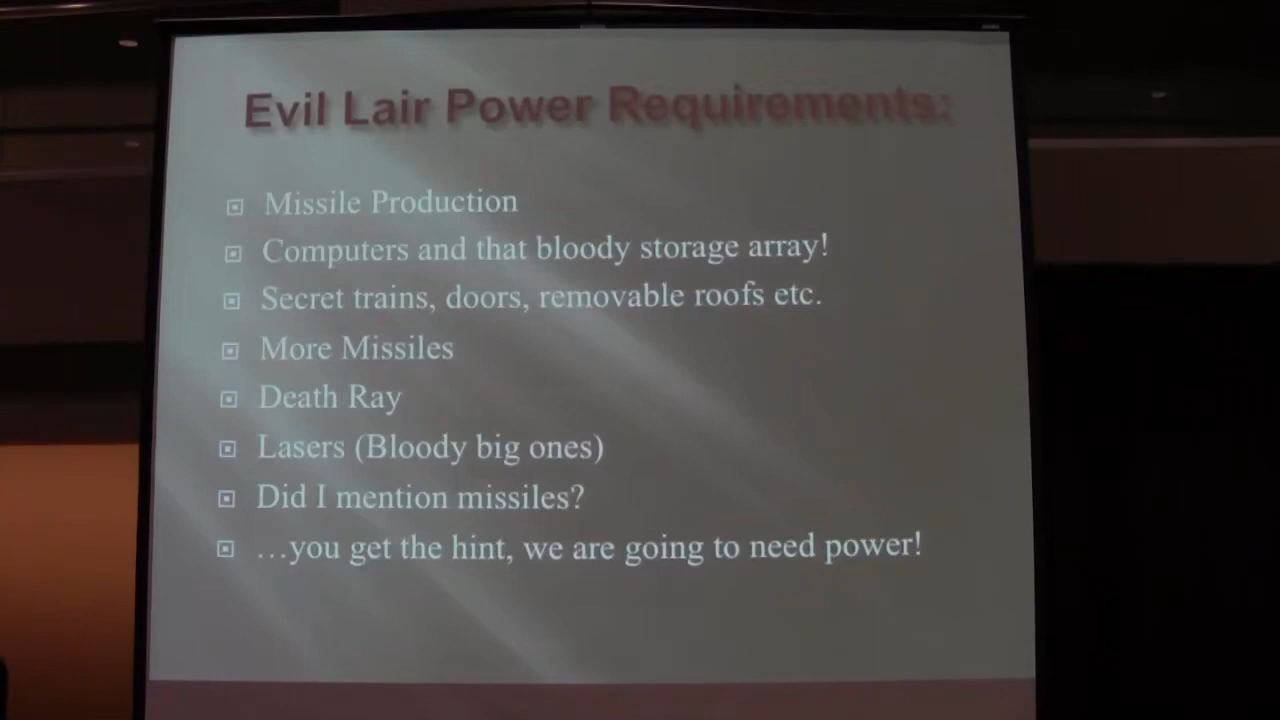 Evil Lair Power Requirements:
Missile Production
Computers and that bloody storage array!
Secret trains, doors, removable roofs etc.
More Missiles
Death Ray
Lasers (Bloody big ones)
Did I mention missiles?
…you get the hint, we are going to need power!